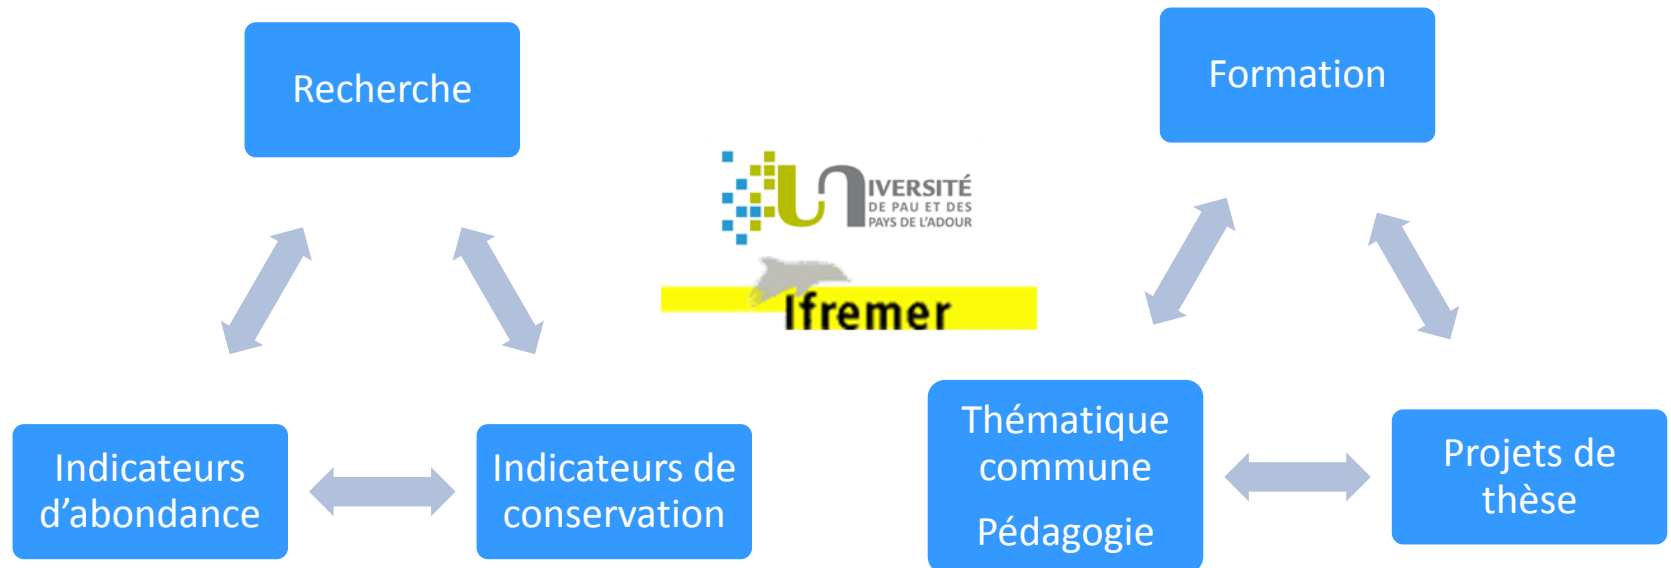 Recherche
Formation
UNIVERSITÉ
DE PAU ET DES
PAYS DE L'ADOUR
Ifremer
Indicateurs
d’abondance
Indicateurs de
conservation
Thématique
commune
Pédagogie
Projets de
thèse